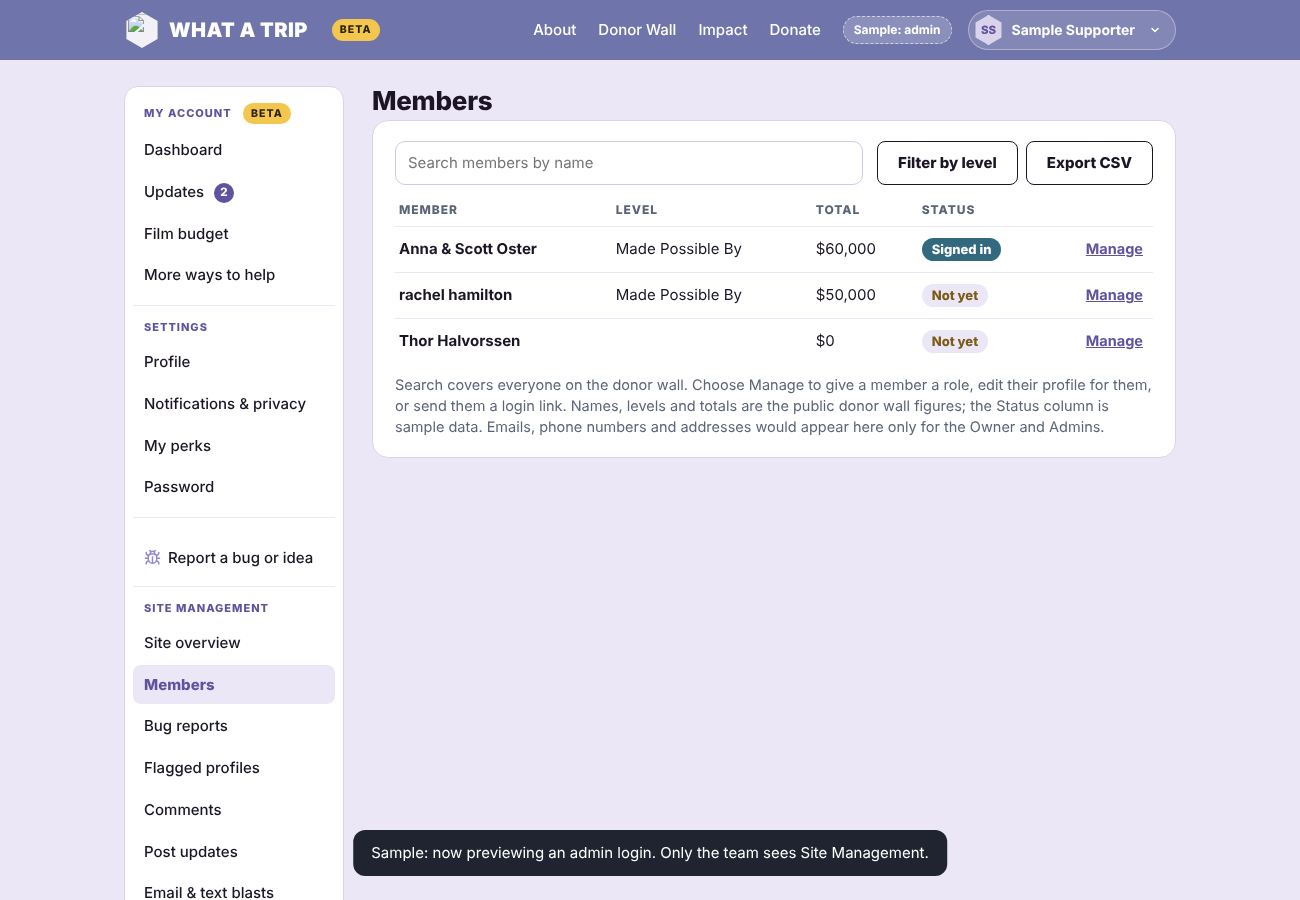 WHAT A TRIP BETA About Donor Wall Impact Donate Sample: admin SS Sample Supporter
MY ACCOUNT BETA
Dashboard
Updates 2
Film budget
More ways to help
SETTINGS
Profile
Notifications & privacy
My perks
Password
Report a bug or idea
SITE MANAGEMENT
Site overview
Members
Bug reports
Flagged profiles
Comments
Post updates
Email & text blasts
Members
Search members by name Filter by level Export CSV
MEMBER LEVEL TOTAL STATUS
Anna & Scott Oster Made Possible By $60,000 Signed in Manage
rachel hamilton Made Possible By $50,000 Not yet Manage
Thor Halvorssen $0 Not yet Manage
Search covers everyone on the donor wall. Choose Manage to give a member a role, edit their profile for them,
or send them a login link. Names, levels and totals are the public donor wall figures; the Status column is
sample data. Emails, phone numbers and addresses would appear here only for the Owner and Admins.
Sample: now previewing an admin login. Only the team sees Site Management.